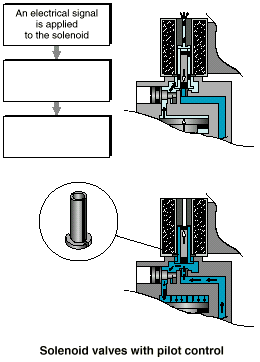 An electrical signal
is applied
to the solenoid
Solenoid valves with pilot control